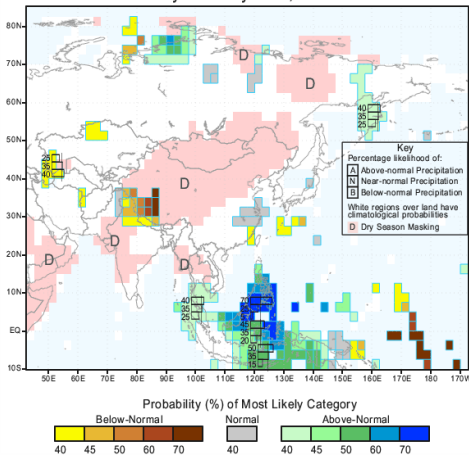 80N
70N
D
D
60N
40
35
25
50N
Key
Percentage likelihood of:
A Above-normal Precipitation
N Near-normal Precipitation
B Below-normal Precipitation
White regions over land have
climatological probabilities
D Dry Season Masking
25
35
40
40N
D
30N
D
20N
D
D
10N
40
35
25
70
EQ
45
35
20
50
35
15
10S
50E 60E 70E 80E 90E 100E 110E 120E 130E 140E 150E 160E 170E 180 170W
Probability (%) of Most Likely Category
Below-Normal Normal Above-Normal
40 45 50 60 70 40 40 45 50 60 70